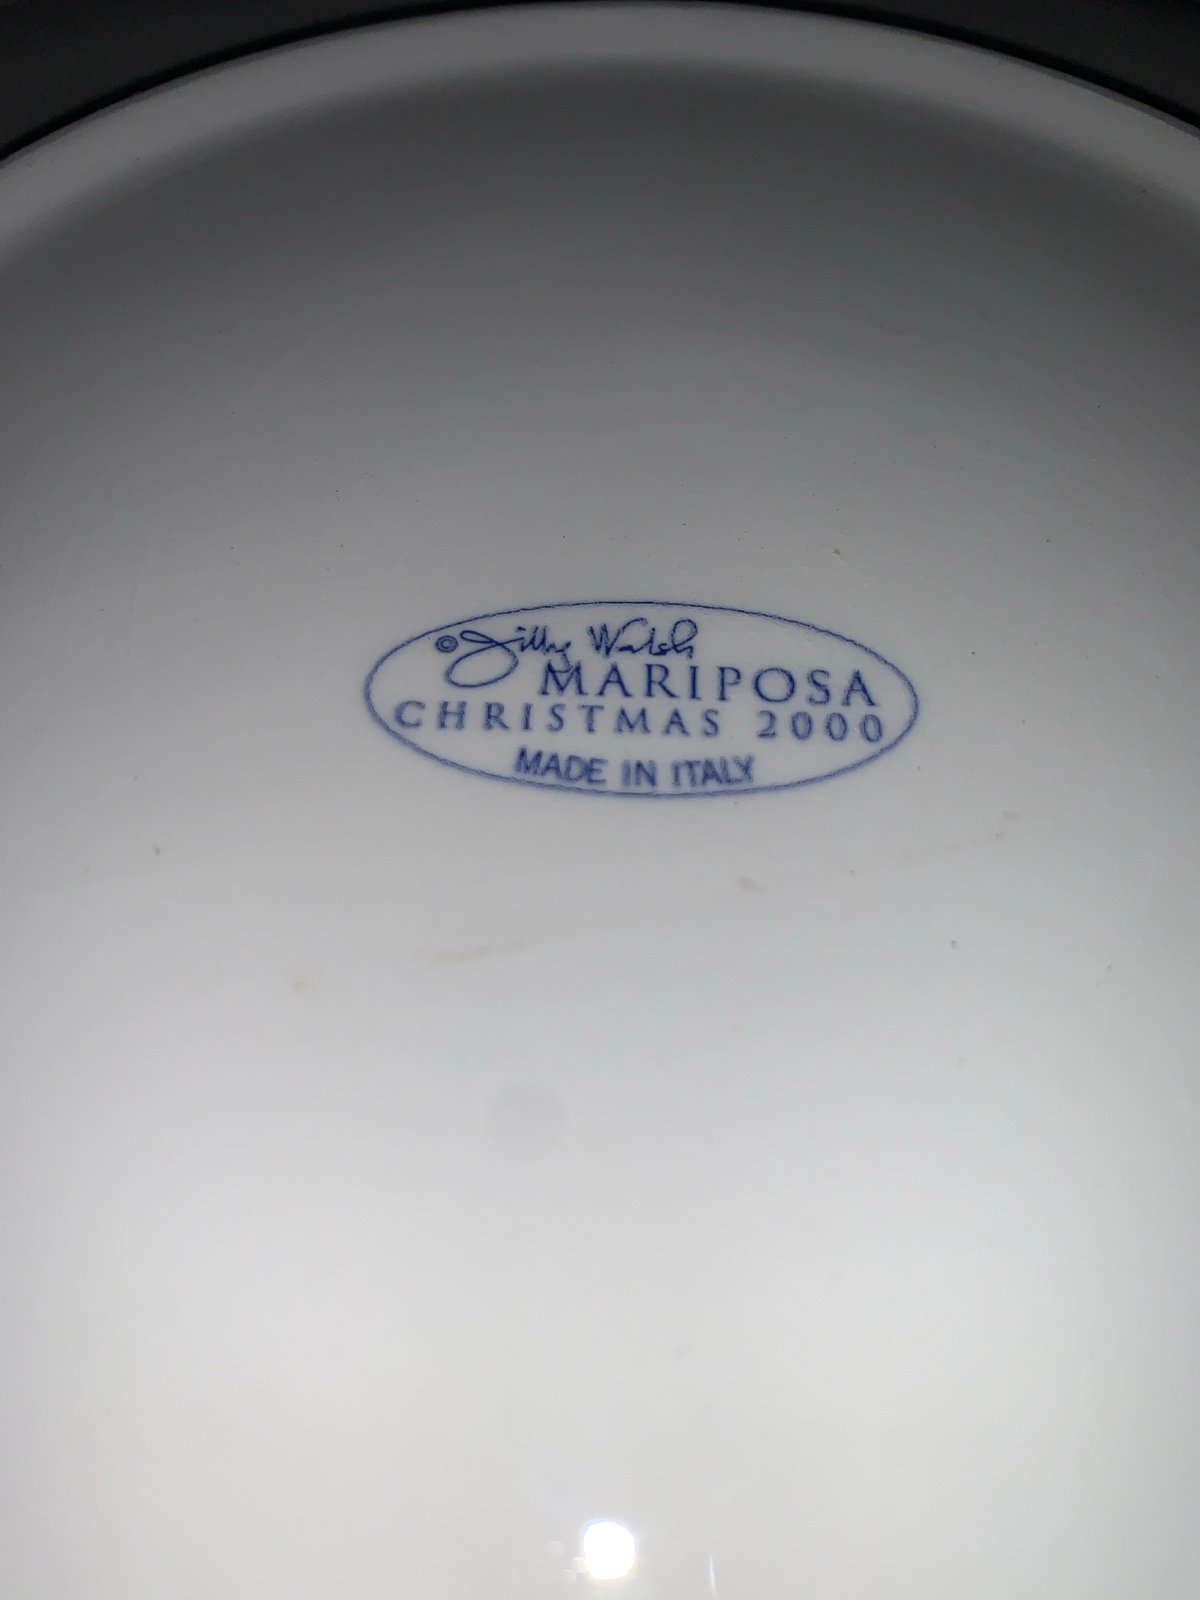 © Jilly Walsh
MARIPOSA
CHRISTMAS 2000
MADE IN ITALY